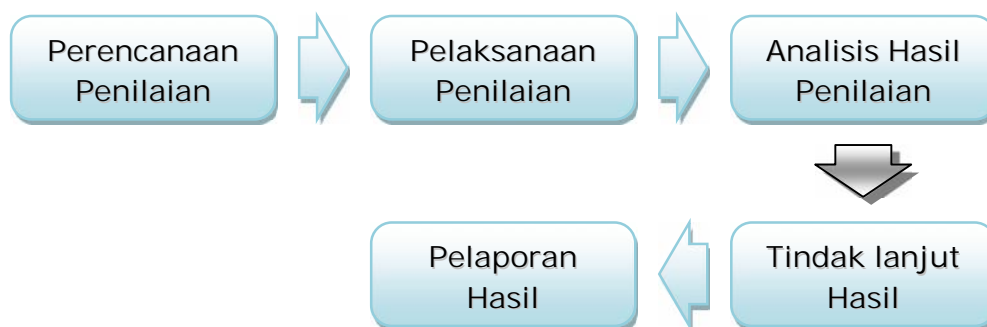 Perencanaan
Penilaian
Pelaksanaan
Penilaian
Analisis Hasil
Penilaian
Tindak lanjut
Hasil
Pelaporan
Hasil